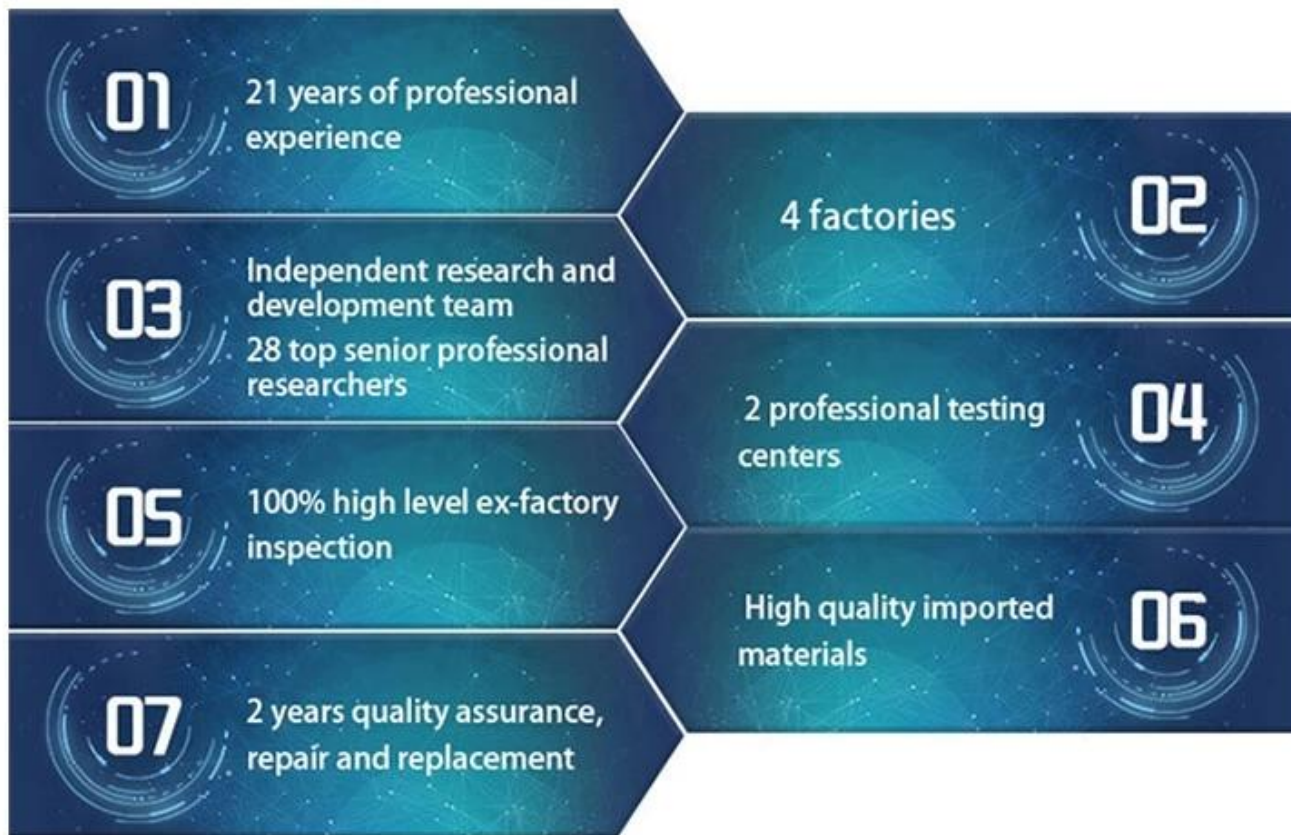 01
21 years of professional
experience
02
4 factories
03
Independent research and
development team
28 top senior professional
researchers
04
2 professional testing
centers
05
100% high level ex-factory
inspection
06
High quality imported
materials
07
2 years quality assurance,
repair and replacement